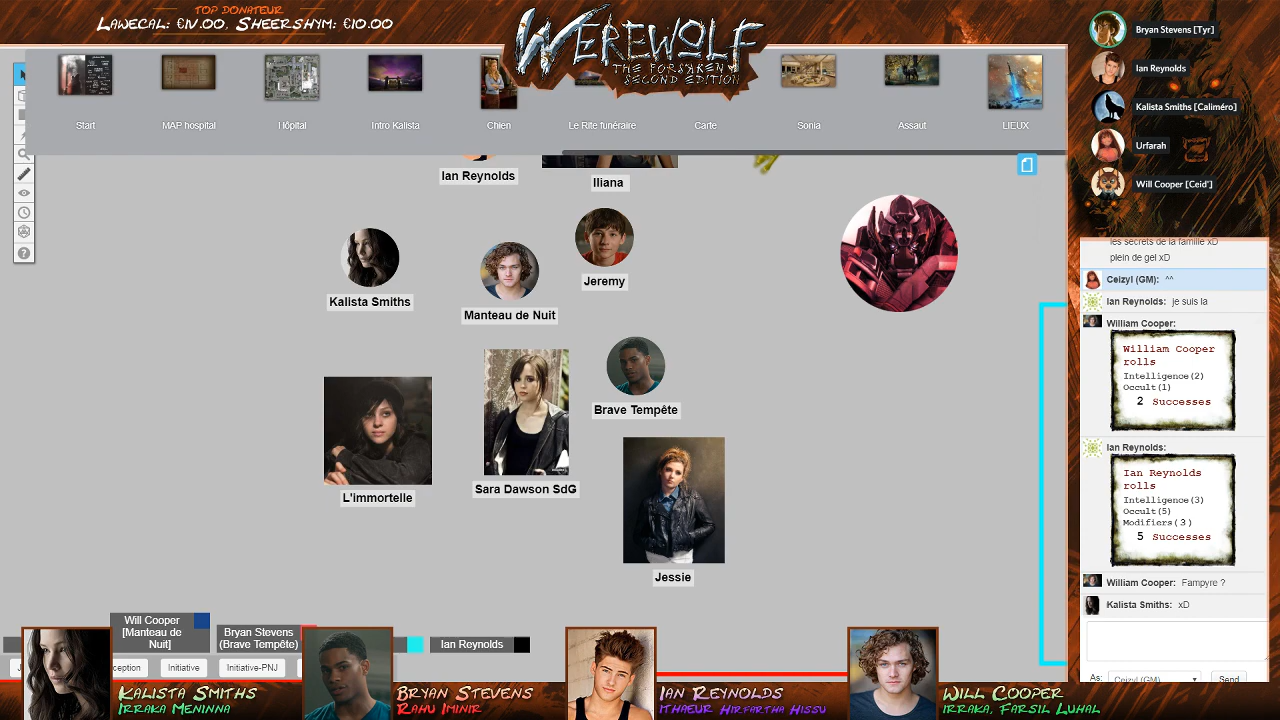 TOP DONATEUR
LAWECAL: €IV.00, SHEERSHYM: €10.00
WEREWOLF
THE FORSAKEN
SECOND EDITION
Start
MAP hospital
Hôpital
Intro Kalista
Chien
Le Rite funéraire
Carte
Sonia
Assaut
LIEUX
Bryan Stevens [Tyr]
Ian Reynolds
Kalista Smiths [Caliméro]
Urfarah
Will Cooper [Ceid']
Ian Reynolds
Iliana
Jeremy
Kalista Smiths
Manteau de Nuit
Brave Tempête
L'immortelle
Sara Dawson SdG
Jessie
les secrets de la famille xD
plein de gel xD
Ceizyl (GM): ^^
Ian Reynolds: je suis la
William Cooper:
William Cooper
rolls
Intelligence(2)
Occult(1)
2 Successes
Ian Reynolds:
Ian Reynolds
rolls
Intelligence(3)
Occult(5)
Modifiers(3)
5 Successes
William Cooper: Fampyre ?
Kalista Smiths: xD
As: Ceizyl (GM) Send
Will Cooper
[Manteau de
Nuit]
Bryan Stevens
(Brave Tempête)
Ian Reynolds
J
ception
Initiative
Initiative-PNJ
KALISTA SMITHS
IRRAKA MENINNA
BRYAN STEVENS
RAHU IMINIR
IAN REYNOLDS
ITHAEUR HIRFARTHA HISSU
WILL COOPER
IRRAKA, FARSIL LUHAL